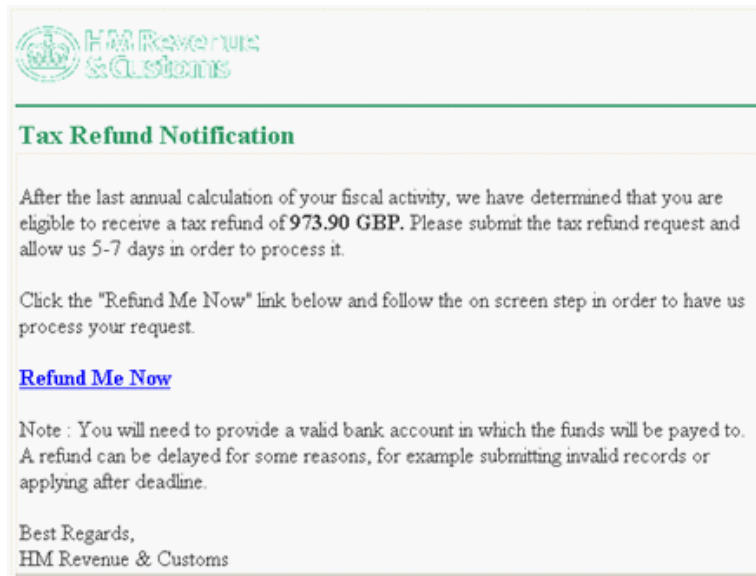 HM Revenue
& Customs
Tax Refund Notification
After the last annual calculation of your fiscal activity, we have determined that you are
eligible to receive a tax refund of 973.90 GBP. Please submit the tax refund request and
allow us 5-7 days in order to process it.
Click the "Refund Me Now" link below and follow the on screen step in order to have us
process your request.
Refund Me Now
Note : You will need to provide a valid bank account in which the funds will be payed to.
A refund can be delayed for some reasons, for example submitting invalid records or
applying after deadline.
Best Regards,
HM Revenue & Customs